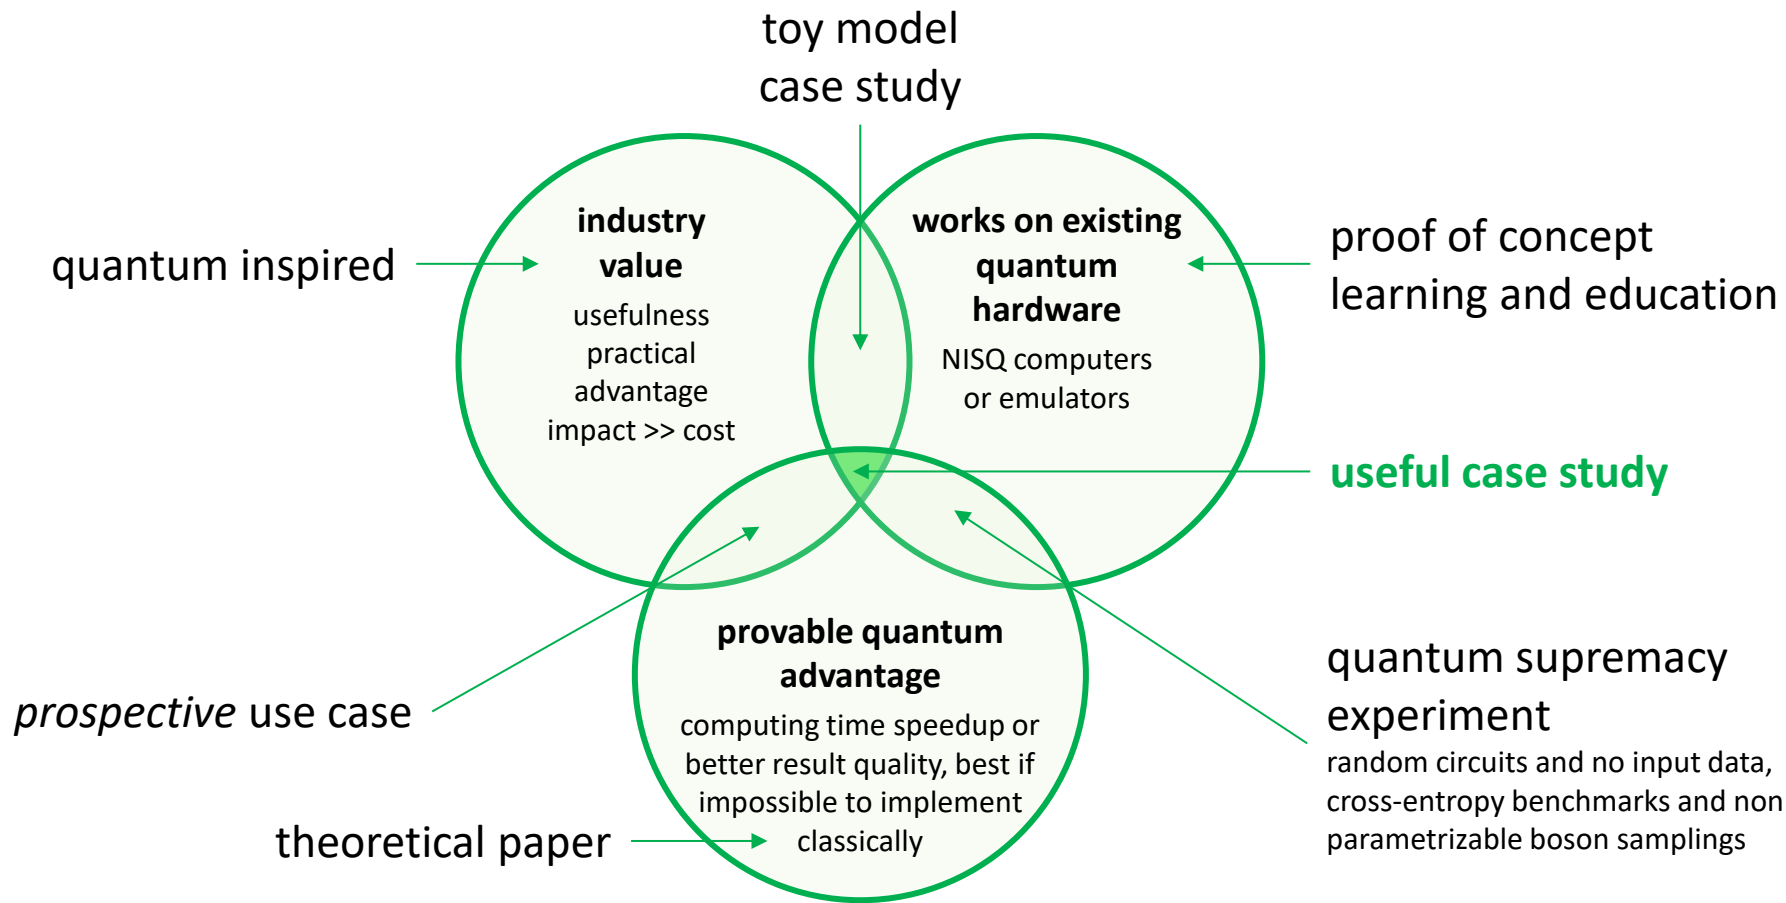 toy model
case study
industry
value
usefulness
practical
advantage
impact >> cost
works on existing
quantum
hardware
NISQ computers
or emulators
quantum inspired
proof of concept
learning and education
useful case study
provable quantum
advantage
computing time speedup or
better result quality, best if
impossible to implement
classically
prospective use case
theoretical paper
quantum supremacy
experiment
random circuits and no input data,
cross-entropy benchmarks and non
parametrizable boson samplings